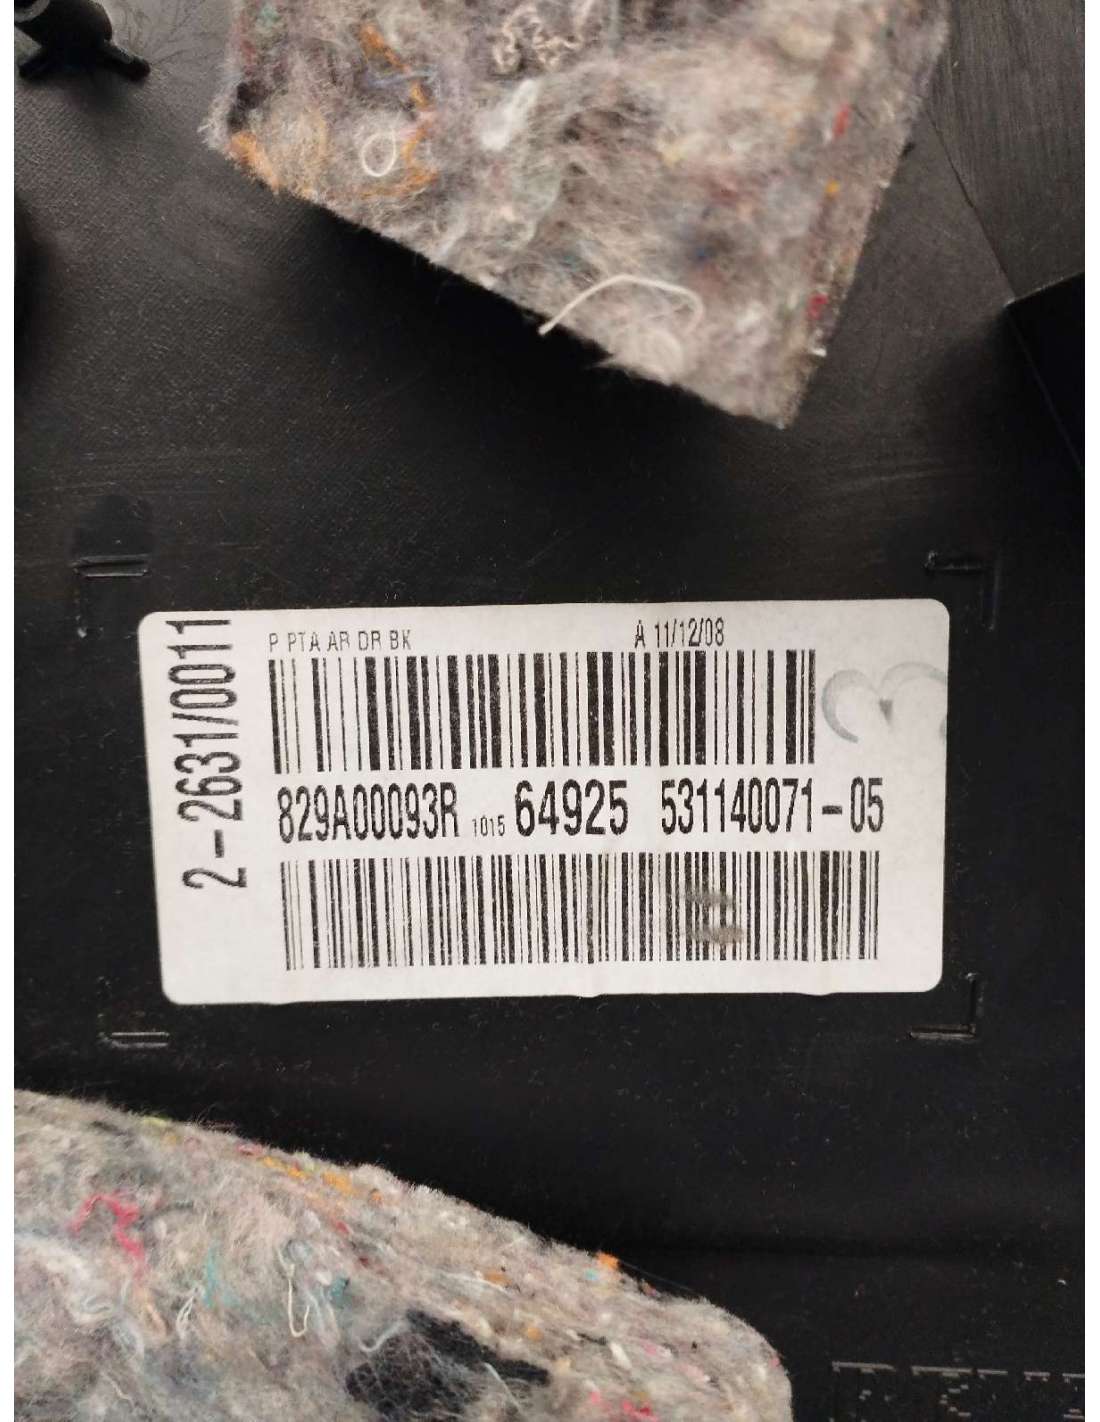 P PTA AR DR BK A 11/12/08
2-2631/0011
829A00093R 1015 64925 531140071-05